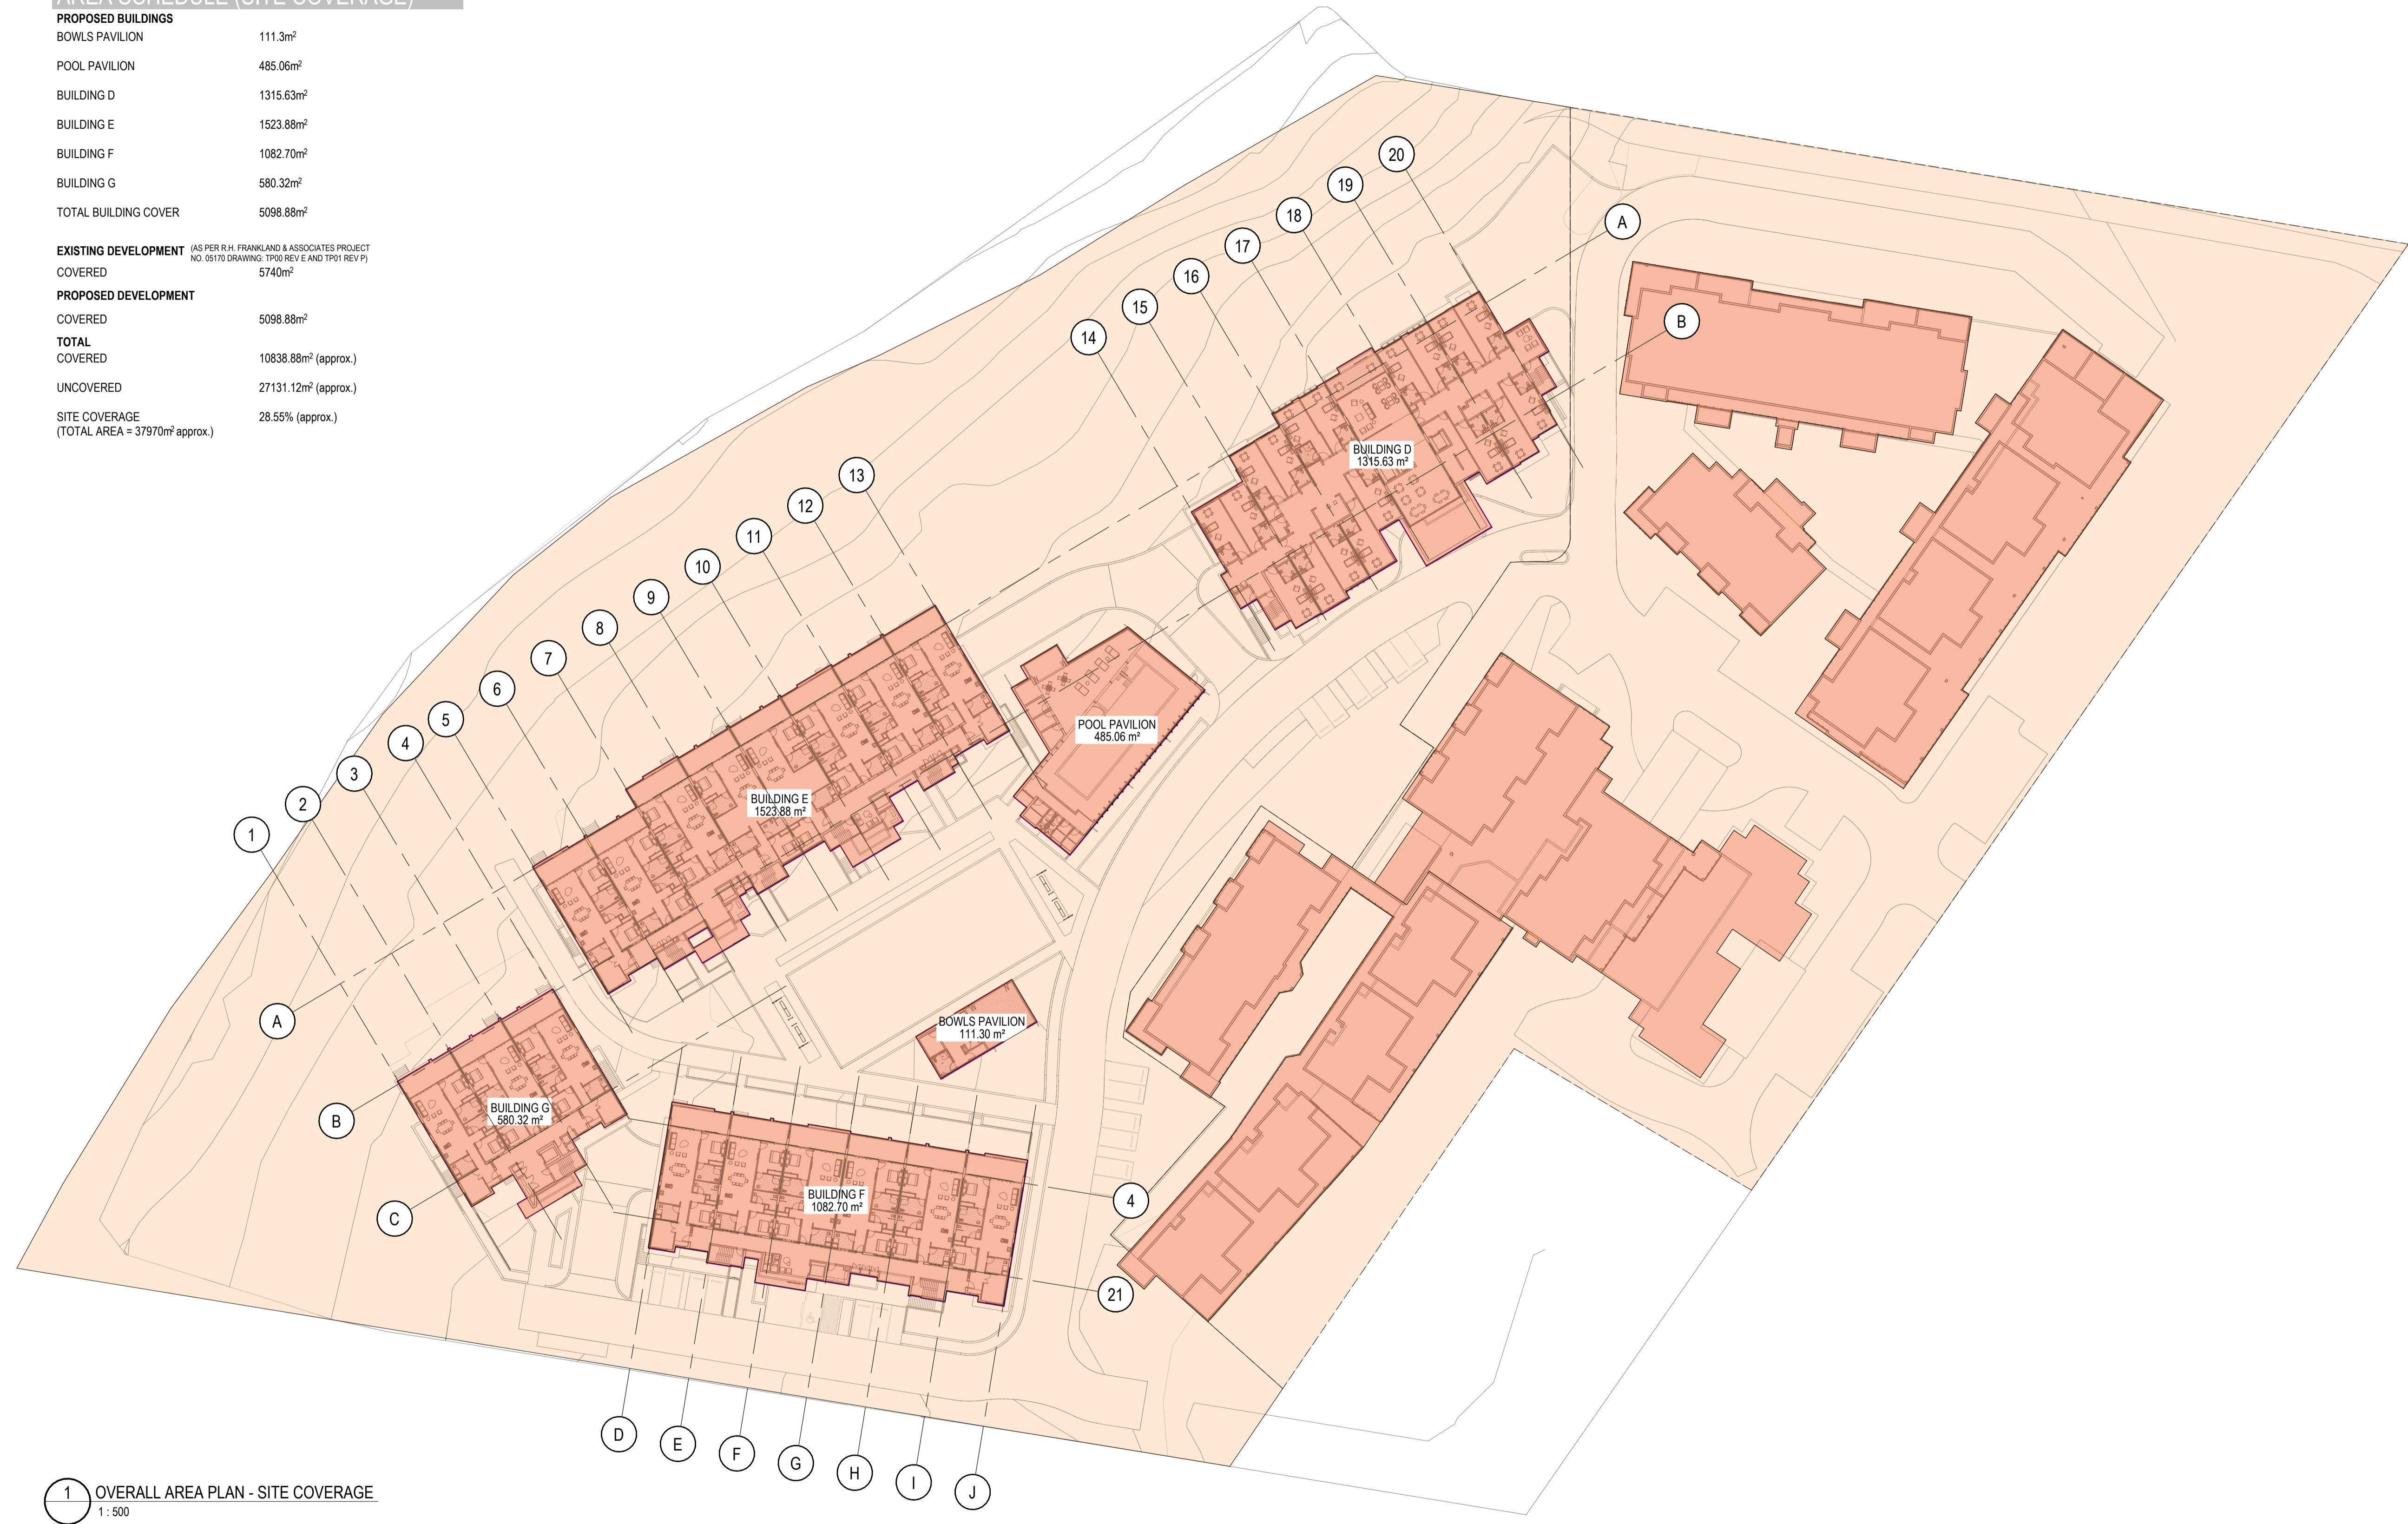 AREA SCHEDULE (SITE COVERAGE)
PROPOSED BUILDINGS
BOWLS PAVILION 111.3m²
POOL PAVILION 485.06m²
BUILDING D 1315.63m²
BUILDING E 1523.88m²
BUILDING F 1082.70m²
BUILDING G 580.32m²
TOTAL BUILDING COVER 5098.88m²
EXISTING DEVELOPMENT (AS PER R.H. FRANKLAND & ASSOCIATES PROJECT
NO. 05170 DRAWING: TP00 REV E AND TP01 REV P)
COVERED 5740m²
PROPOSED DEVELOPMENT
COVERED 5098.88m²
TOTAL
COVERED 10838.88m² (approx.)
UNCOVERED 27131.12m² (approx.)
SITE COVERAGE 28.55% (approx.)
(TOTAL AREA = 37970m² approx.)
20
19
18
17
16
15
14
A
B
13
12
11
10
9
8
7
6
5
4
3
2
1
BUILDING D
1315.63 m²
POOL PAVILION
485.06 m²
BUILDING E
1523.88 m²
A
BOWLS PAVILION
111.30 m²
B
BUILDING G
580.32 m²
C
BUILDING F
1082.70 m²
4
21
D
E
F
G
H
I
J
1 OVERALL AREA PLAN - SITE COVERAGE
1 : 500